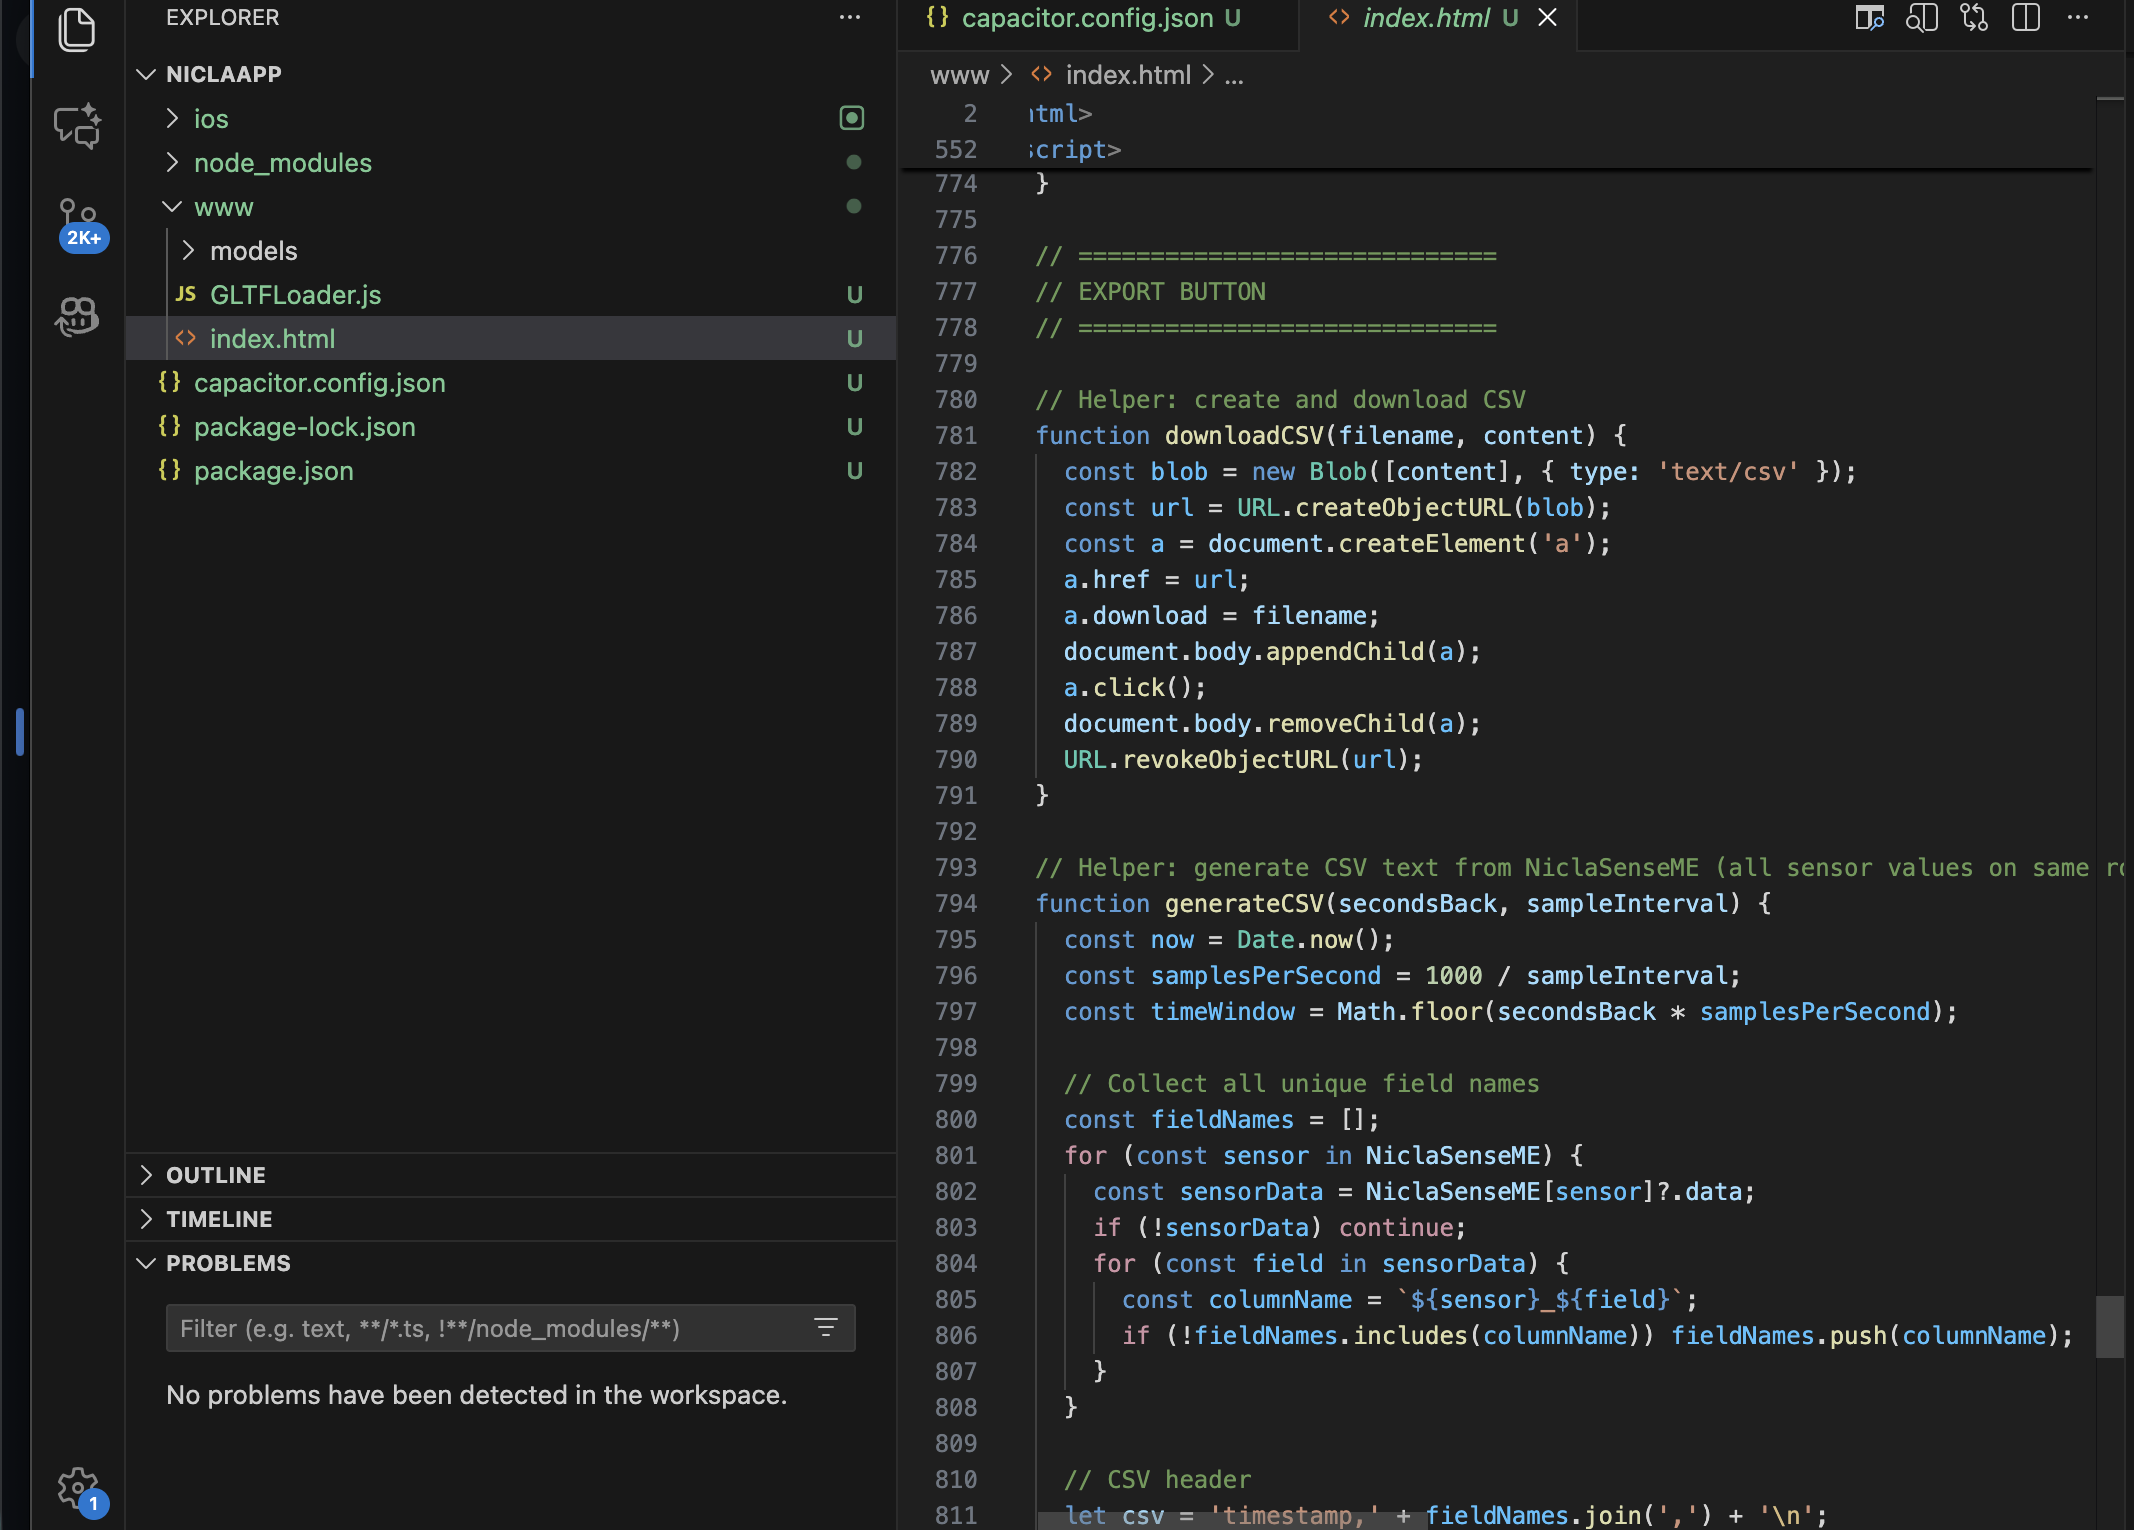 EXPLORER
NICLAAPP
ios
node_modules
www
models
JS GLTFLoader.js U
<> index.html U
{} capacitor.config.json U
{} package-lock.json U
{} package.json U
2K+
OUTLINE
TIMELINE
PROBLEMS
Filter (e.g. text, **/*.ts, !**/node_modules/**)
No problems have been detected in the workspace.
1
{} capacitor.config.json U
<> index.html U
www > <> index.html > ...
2 html>
552 script>
774 }
775
776 // =============================
777 // EXPORT BUTTON
778 // =============================
779
780 // Helper: create and download CSV
781 function downloadCSV(filename, content) {
782 const blob = new Blob([content], { type: 'text/csv' });
783 const url = URL.createObjectURL(blob);
784 const a = document.createElement('a');
785 a.href = url;
786 a.download = filename;
787 document.body.appendChild(a);
788 a.click();
789 document.body.removeChild(a);
790 URL.revokeObjectURL(url);
791 }
792
793 // Helper: generate CSV text from NiclaSenseME (all sensor values on same
794 function generateCSV(secondsBack, sampleInterval) {
795 const now = Date.now();
796 const samplesPerSecond = 1000 / sampleInterval;
797 const timeWindow = Math.floor(secondsBack * samplesPerSecond);
798
799 // Collect all unique field names
800 const fieldNames = [];
801 for (const sensor in NiclaSenseME) {
802 const sensorData = NiclaSenseME[sensor]?.data;
803 if (!sensorData) continue;
804 for (const field in sensorData) {
805 const columnName = `${sensor}_${field}`;
806 if (!fieldNames.includes(columnName)) fieldNames.push(columnName);
807 }
808 }
809
810 // CSV header
811 let csv = 'timestamp,' + fieldNames.join(',') + '\n';